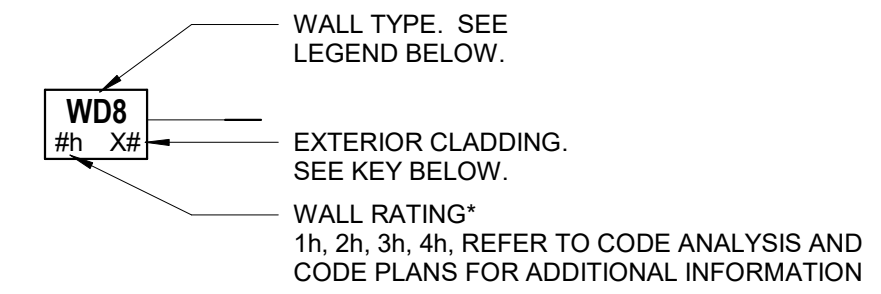 WALL TYPE. SEE
LEGEND BELOW.
WD8
#h X#
EXTERIOR CLADDING.
SEE KEY BELOW.
WALL RATING*
1h, 2h, 3h, 4h, REFER TO CODE ANALYSIS AND
CODE PLANS FOR ADDITIONAL INFORMATION